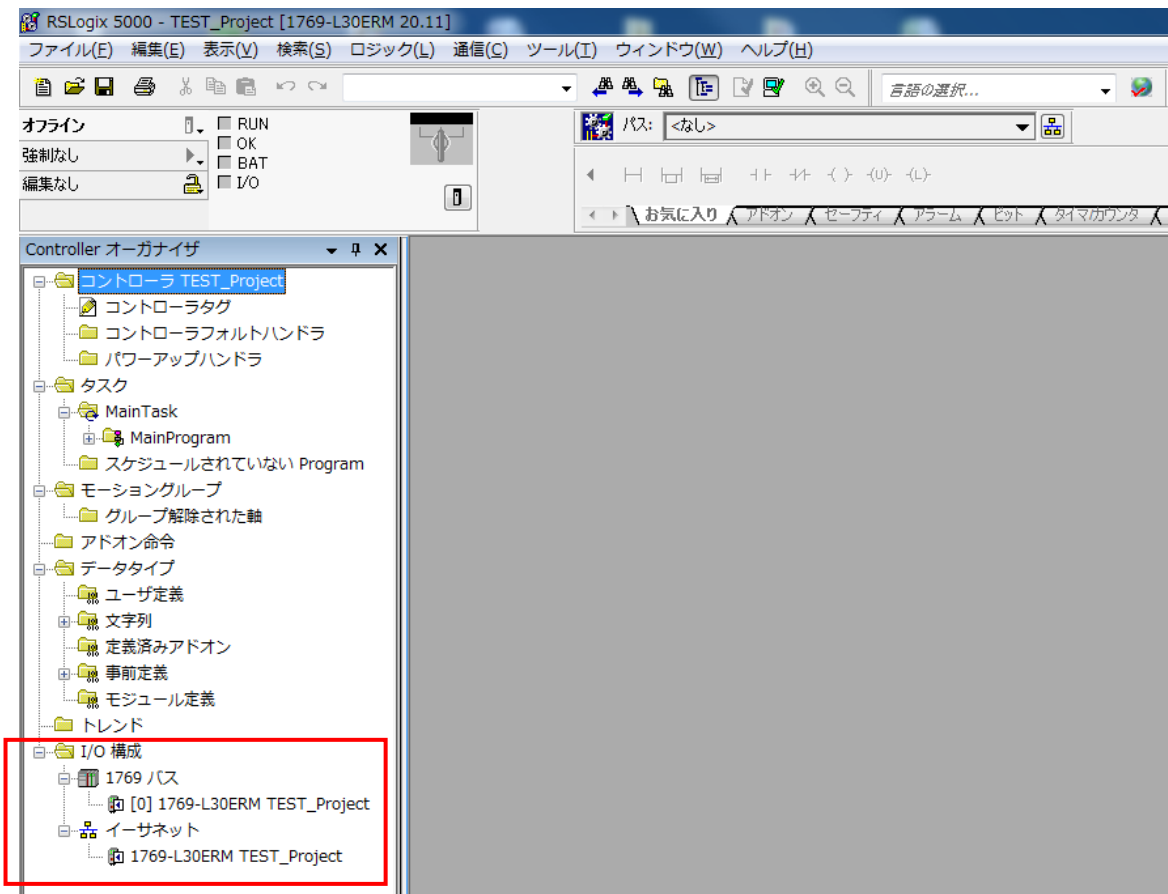 RSLogix 5000 - TEST_Project [1769-L30ERM 20.11]
ファイル(F) 編集(E) 表示(V) 検索(S) ロジック(L) 通信(C) ツール(T) ウィンドウ(W) ヘルプ(H)
言語の選択...
オフライン
強制なし
編集なし
RUN
OK
BAT
I/O
パス: <なし>
(U) (L)
お気に入り アドオン セーフティ アラーム ビット タイマ/カウンタ
Controller オーガナイザ
コントローラ TEST_Project
コントローラタグ
コントローラフォルトハンドラ
パワーアップハンドラ
タスク
MainTask
MainProgram
スケジュールされていない Program
モーショングループ
グループ解除された軸
アドオン命令
データタイプ
ユーザ定義
文字列
定義済みアドオン
事前定義
モジュール定義
トレンド
I/O 構成
1769 バス
[0] 1769-L30ERM TEST_Project
イーサネット
1769-L30ERM TEST_Project